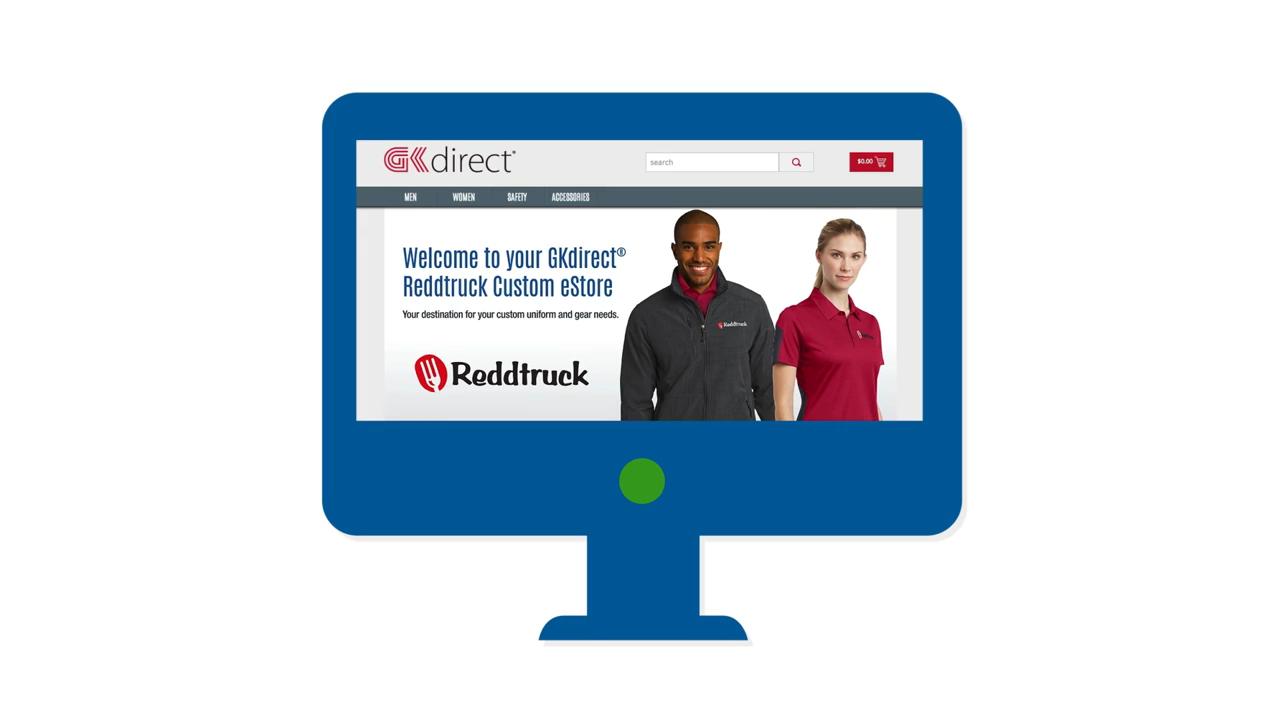 GKdirect®
search
$0.00
MEN WOMEN SAFETY ACCESSORIES
Welcome to your GKdirect®
Reddtruck Custom eStore
Your destination for your custom uniform and gear needs.
Reddtruck
Reddtruck